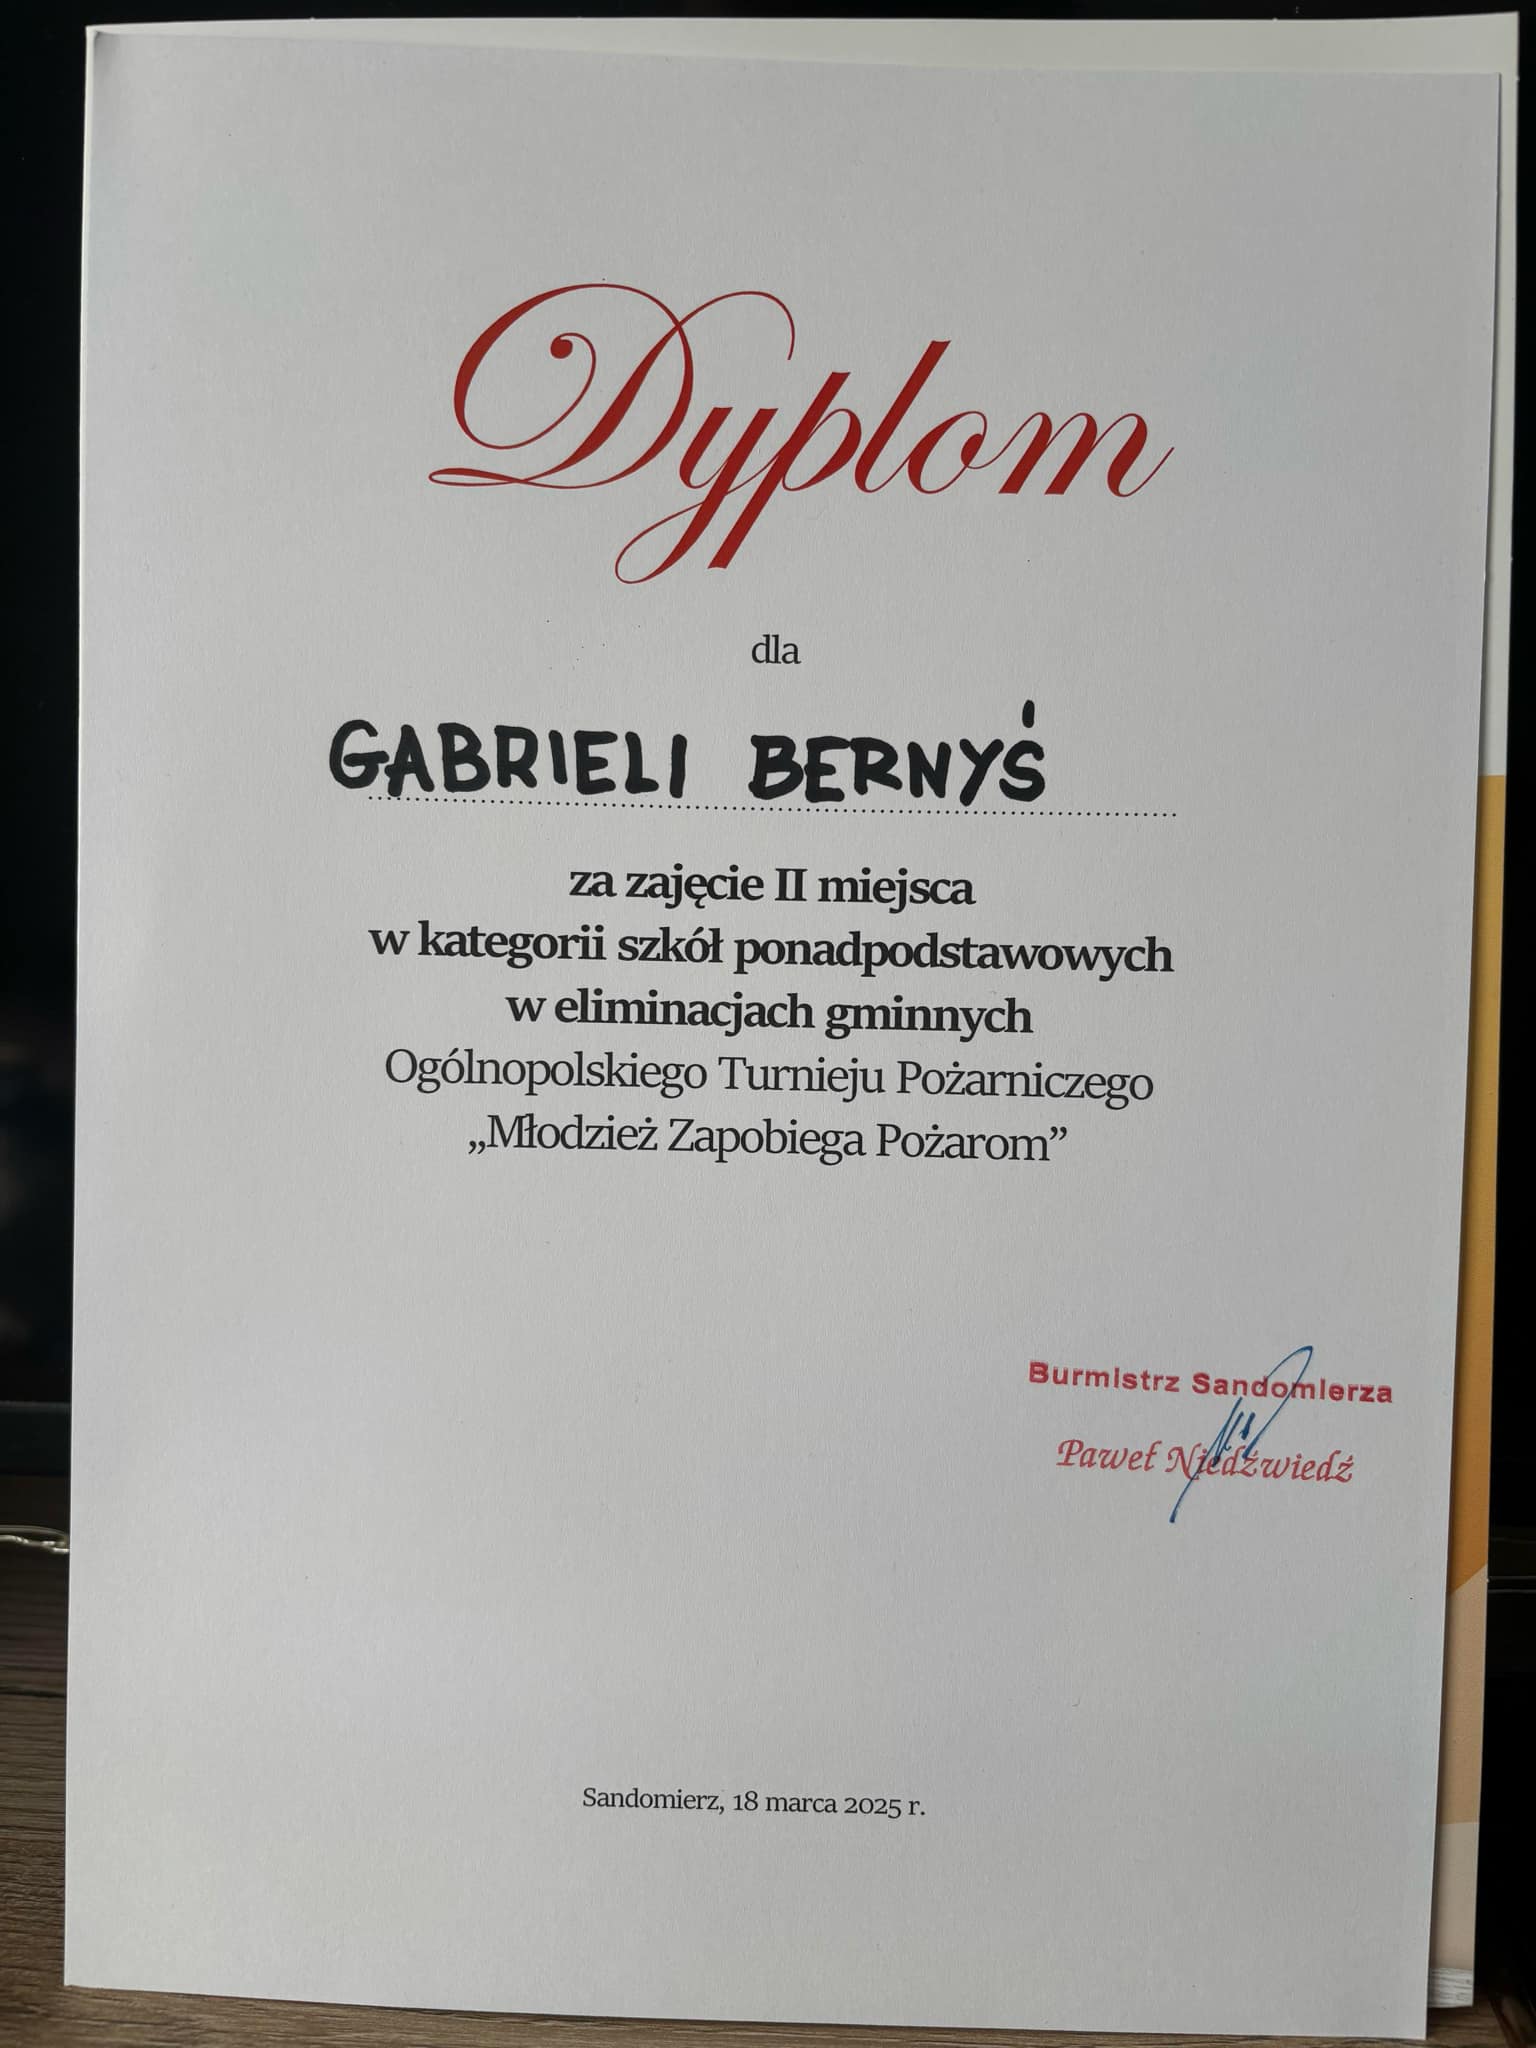 Dyplom
dla
GABRIELI BERNYŚ
za zajęcie II miejsca
w kategorii szkół ponadpodstawowych
w eliminacjach gminnych
Ogólnopolskiego Turnieju Pożarniczego
„Młodzież Zapobiega Pożarom”
Burmistrz Sandomierza
Paweł Niedźwiedź
Sandomierz, 18 marca 2025 r.